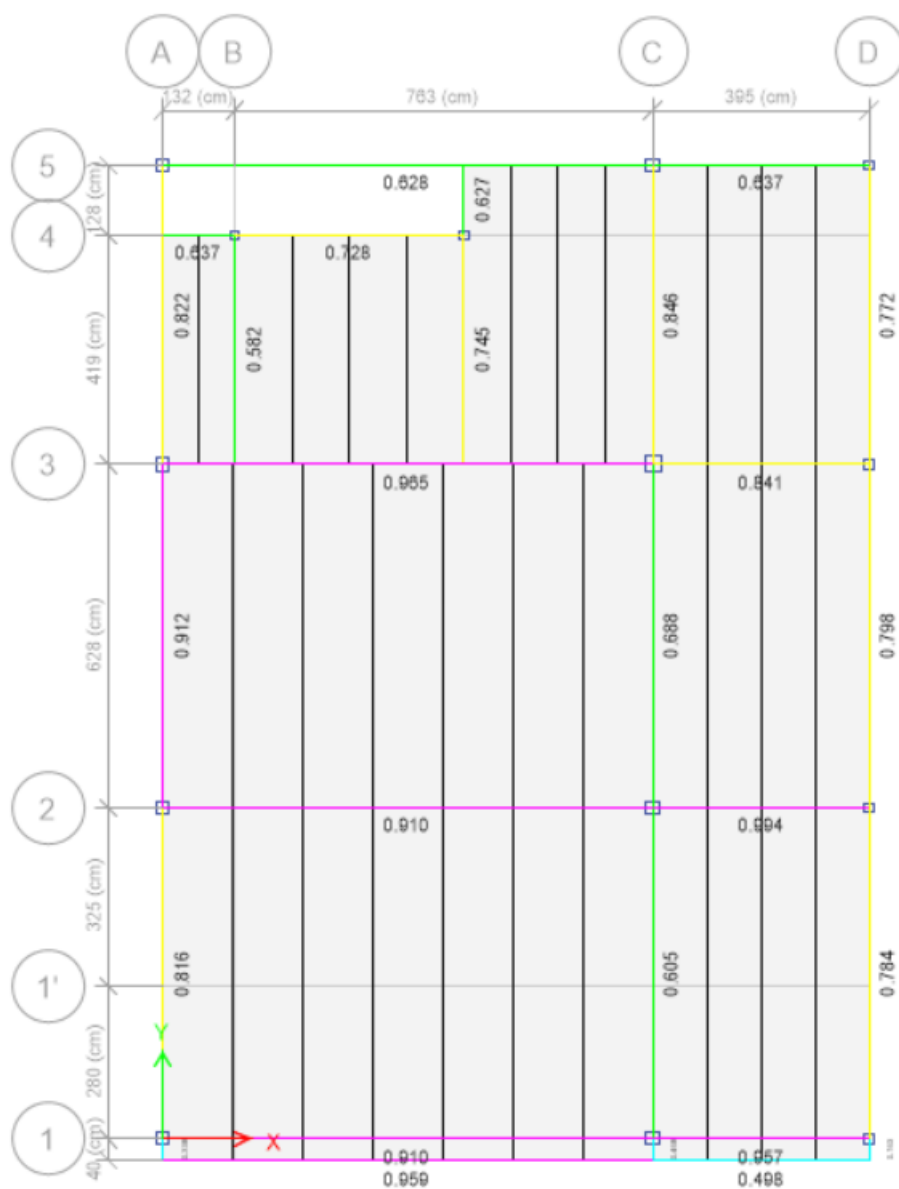 A B C D
132 (cm) 763 (cm) 395 (cm)
5
0.628 0.627 0.637
128 (cm)
4
0.637 0.728
419 (cm) 0.822 0.582 0.745 0.846 0.772
3
0.965 0.841
628 (cm) 0.912 0.688 0.798
2
0.910 0.994
325 (cm)
0.816 0.605 0.784
1'
Y
280 (cm)
1 X
40 (cm) 0.910 0.957
0.959 0.498